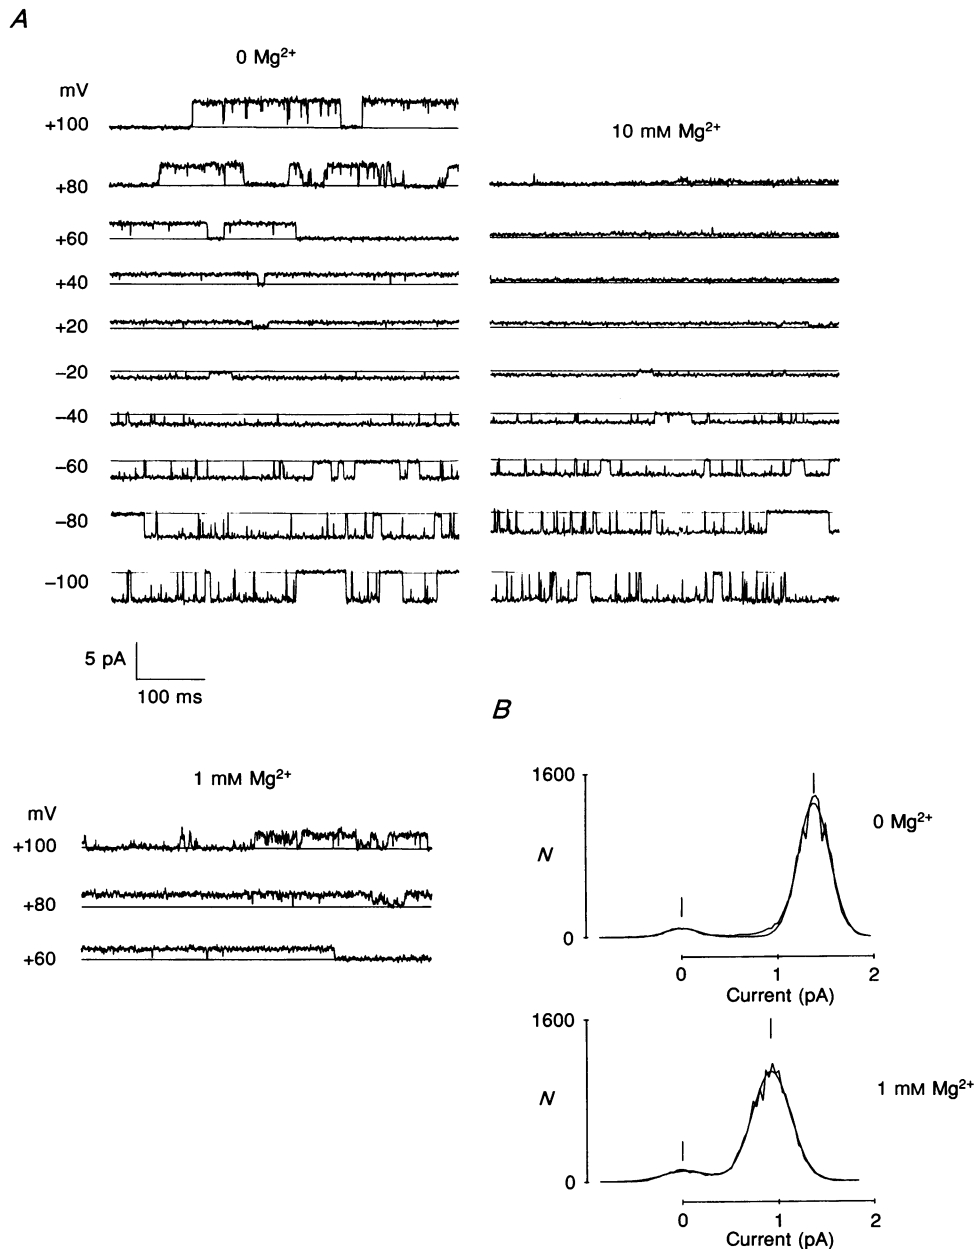 A
0 Mg²⁺
mV
+100
+80
+60
+40
+20
−20
−40
−60
−80
−100
10 mM Mg²⁺
5 pA
100 ms
1 mM Mg²⁺
mV
+100
+80
+60
B
1600
N
0
0 Mg²⁺
0 1 2
Current (pA)
1600
N
0
1 mM Mg²⁺
0 1 2
Current (pA)